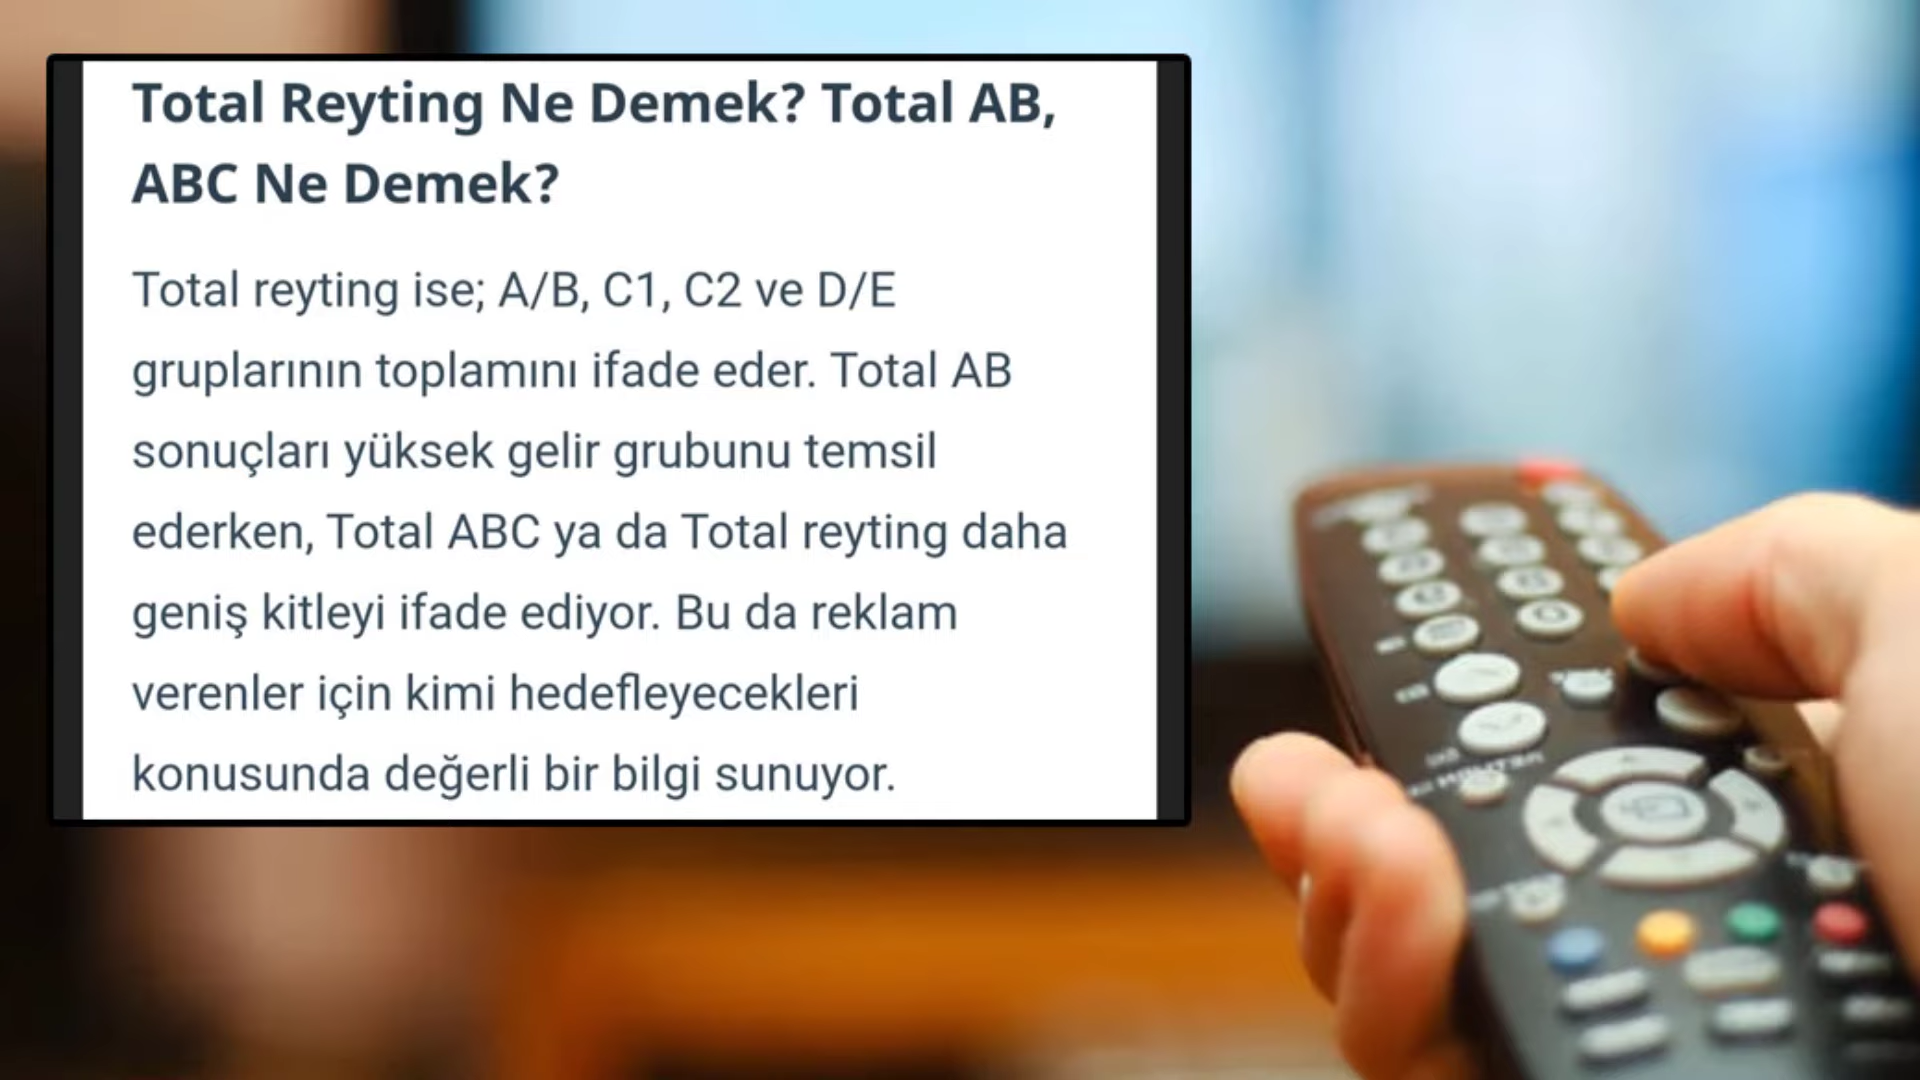 Total Reyting Ne Demek? Total AB,
ABC Ne Demek?
Total reyting ise; A/B, C1, C2 ve D/E
gruplarının toplamını ifade eder. Total AB
sonuçları yüksek gelir grubunu temsil
ederken, Total ABC ya da Total reyting daha
geniş kitleyi ifade ediyor. Bu da reklam
verenler için kimi hedefleyecekleri
konusunda değerli bir bilgi sunuyor.